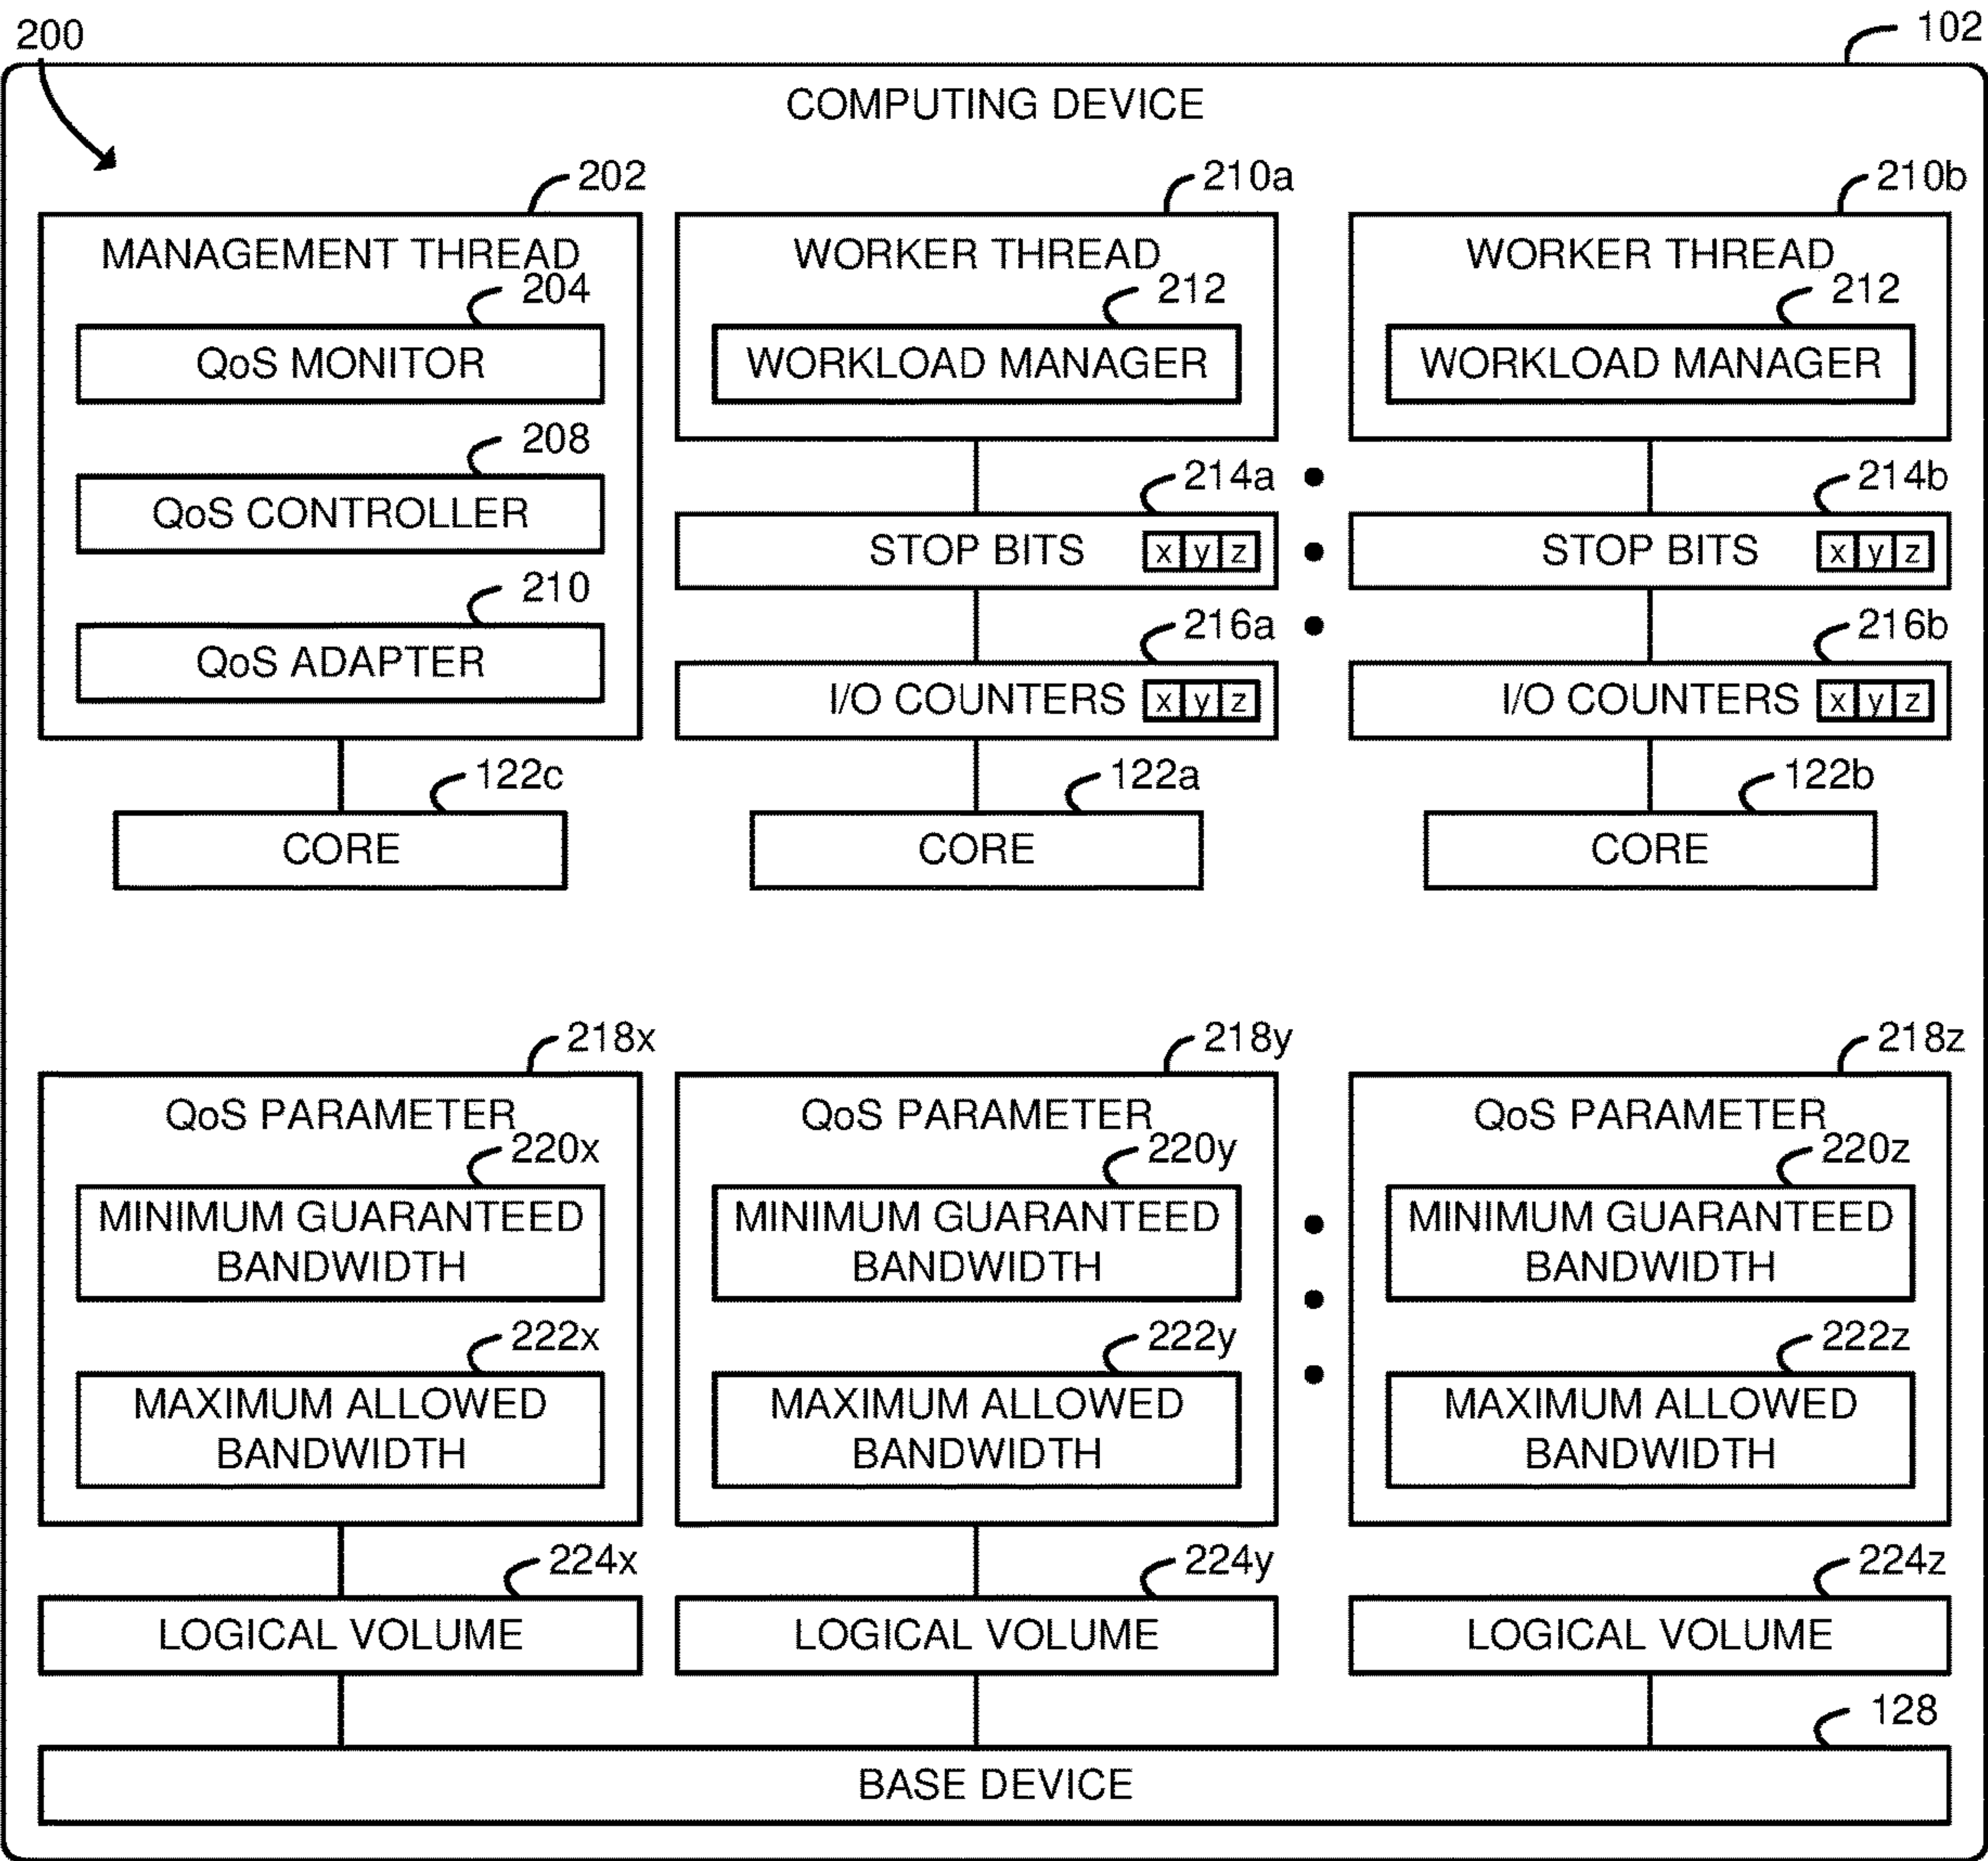 200
102
COMPUTING DEVICE
202
210a
210b
MANAGEMENT THREAD
WORKER THREAD
WORKER THREAD
204
212
212
QoS MONITOR
WORKLOAD MANAGER
WORKLOAD MANAGER
208
214a
214b
QoS CONTROLLER
STOP BITS x y z
STOP BITS x y z
210
216a
216b
QoS ADAPTER
I/O COUNTERS x y z
I/O COUNTERS x y z
122c
122a
122b
CORE
CORE
CORE
218x
218y
218z
QoS PARAMETER
QoS PARAMETER
QoS PARAMETER
220x
220y
220z
MINIMUM GUARANTEED
BANDWIDTH
MINIMUM GUARANTEED
BANDWIDTH
MINIMUM GUARANTEED
BANDWIDTH
222x
222y
222z
MAXIMUM ALLOWED
BANDWIDTH
MAXIMUM ALLOWED
BANDWIDTH
MAXIMUM ALLOWED
BANDWIDTH
224x
224y
224z
LOGICAL VOLUME
LOGICAL VOLUME
LOGICAL VOLUME
128
BASE DEVICE